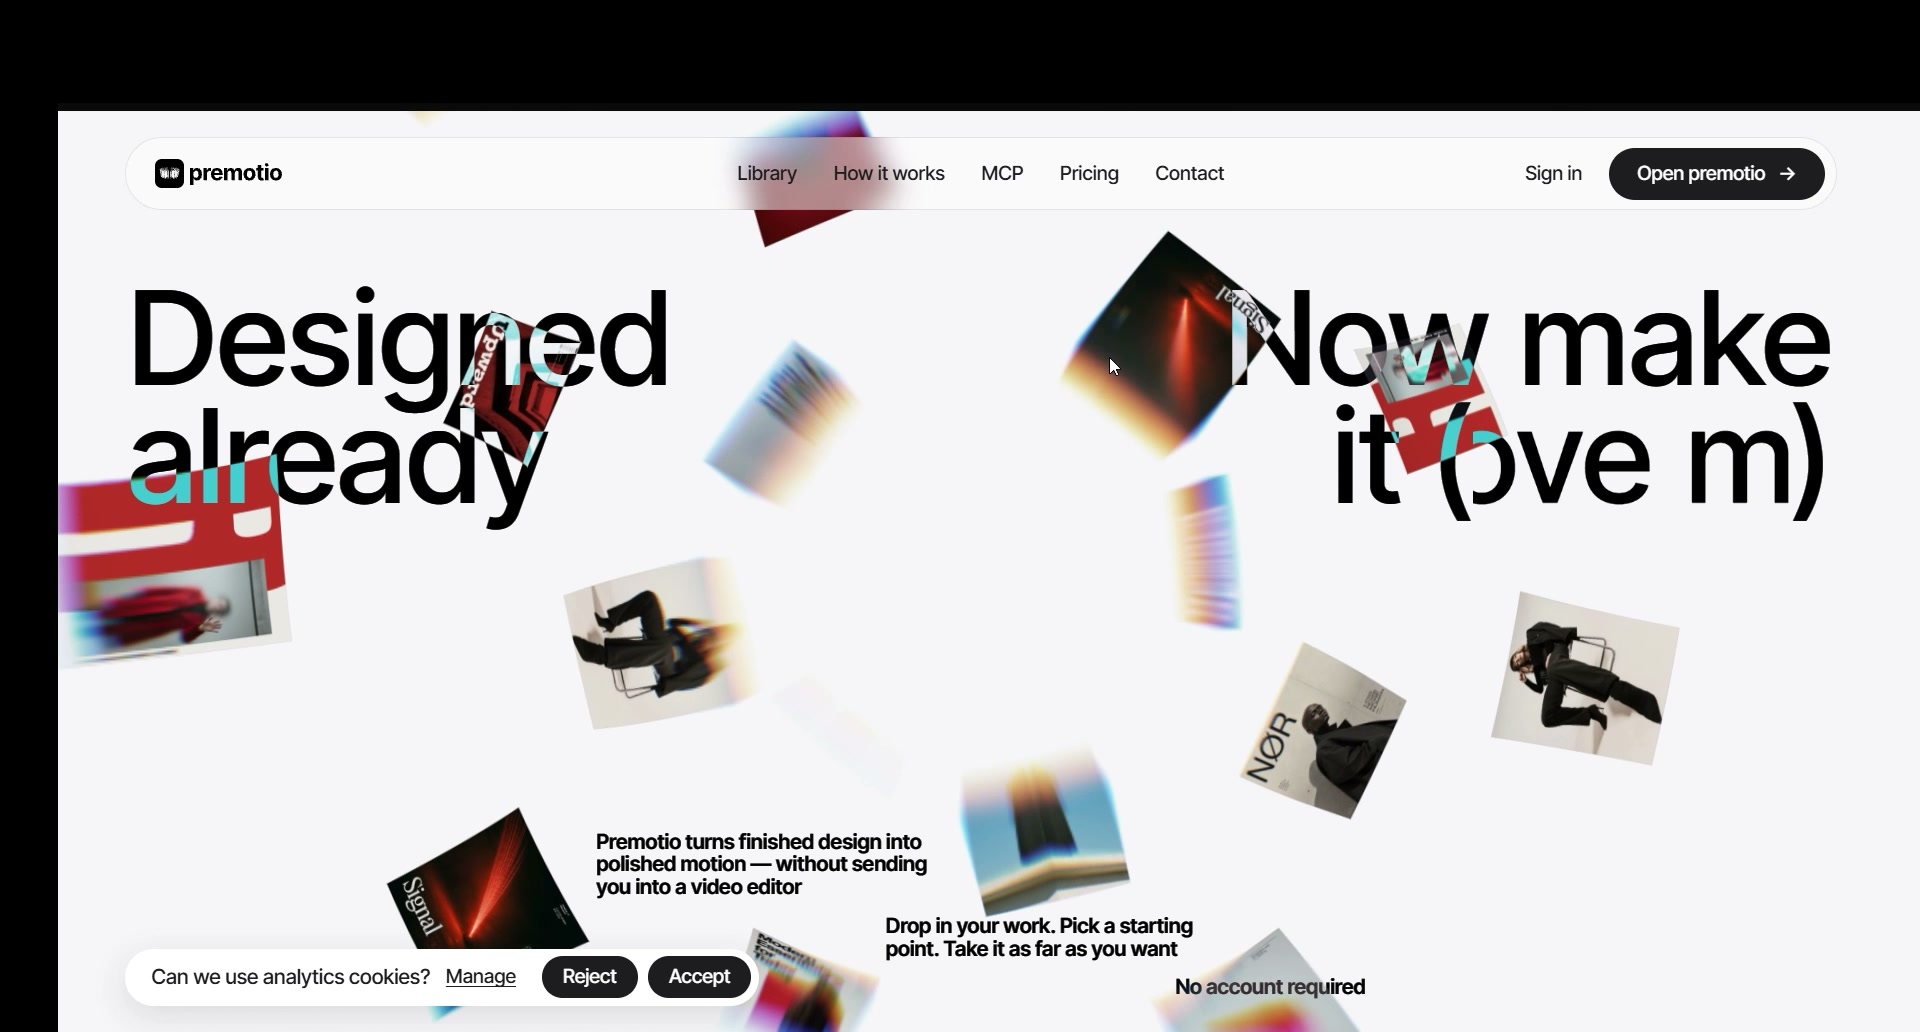 premotio
Library
How it works
MCP
Pricing
Contact
Sign in
Open premotio →
Designed
already
Now make
it (ove m)
Signal
NØR
Signal
Premotio turns finished design into
polished motion — without sending
you into a video editor
Drop in your work. Pick a starting
point. Take it as far as you want
No account required
Modern
Can we use analytics cookies?
Manage
Reject
Accept